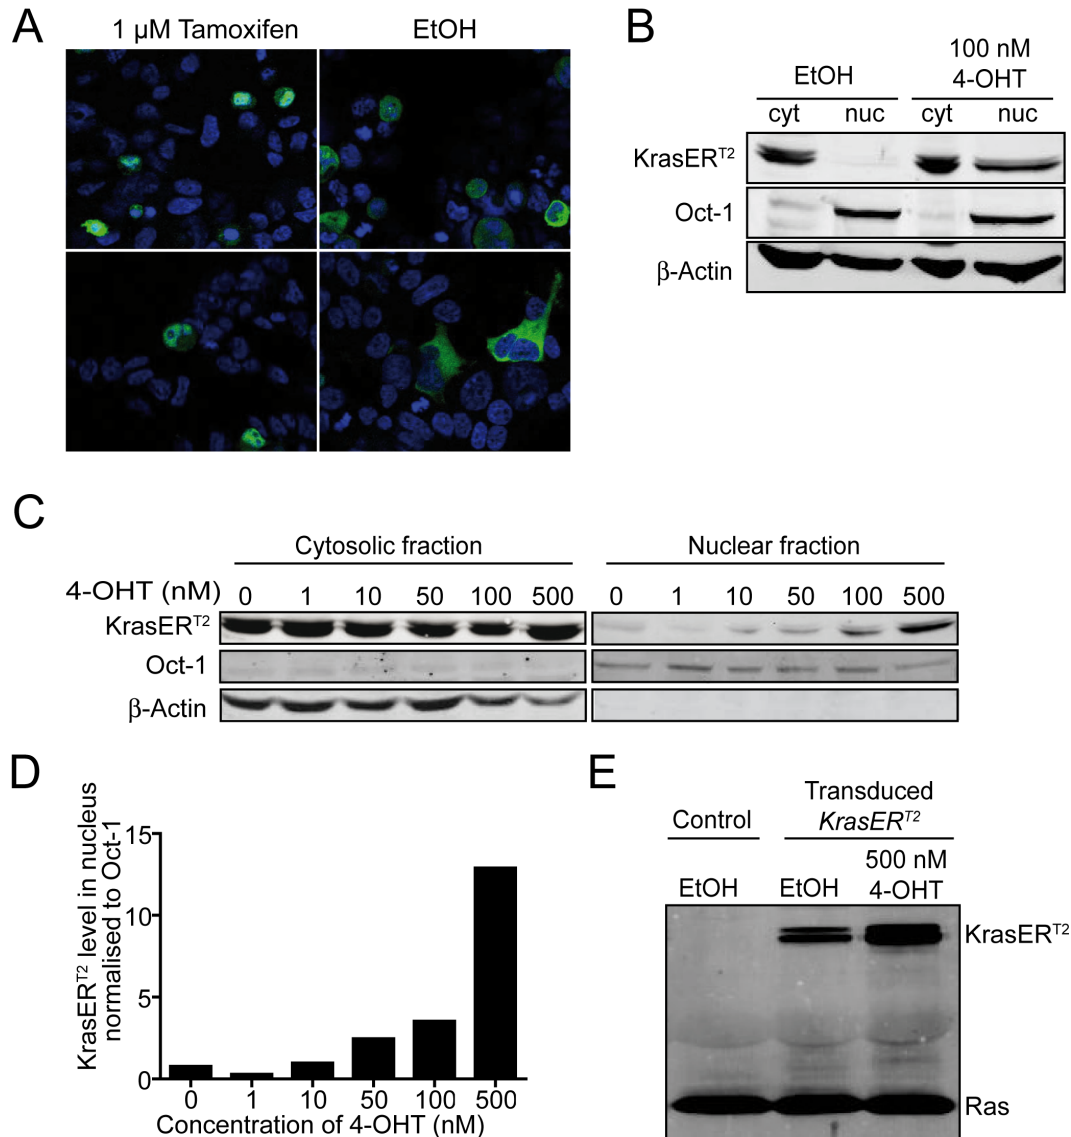 A
1 µM Tamoxifen EtOH
B
100 nM
EtOH 4-OHT
cyt nuc cyt nuc
KrasER^T2
Oct-1
β-Actin
C
Cytosolic fraction Nuclear fraction
4-OHT (nM) 0 1 10 50 100 500 0 1 10 50 100 500
KrasER^T2
Oct-1
β-Actin
D
KrasER^T2 level in nucleus
normalised to Oct-1
15
10
5
0
0 1 10 50 100 500
Concentration of 4-OHT (nM)
E
Transduced
Control KrasER^T2
500 nM
EtOH EtOH 4-OHT
KrasER^T2
Ras